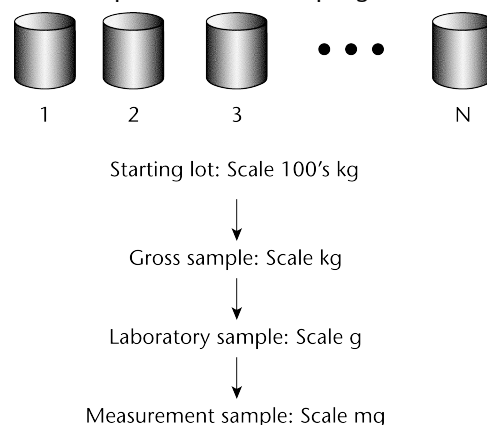 1 2 3 N
Starting lot: Scale 100's kg
Gross sample: Scale kg
Laboratory sample: Scale g
Measurement sample: Scale mg